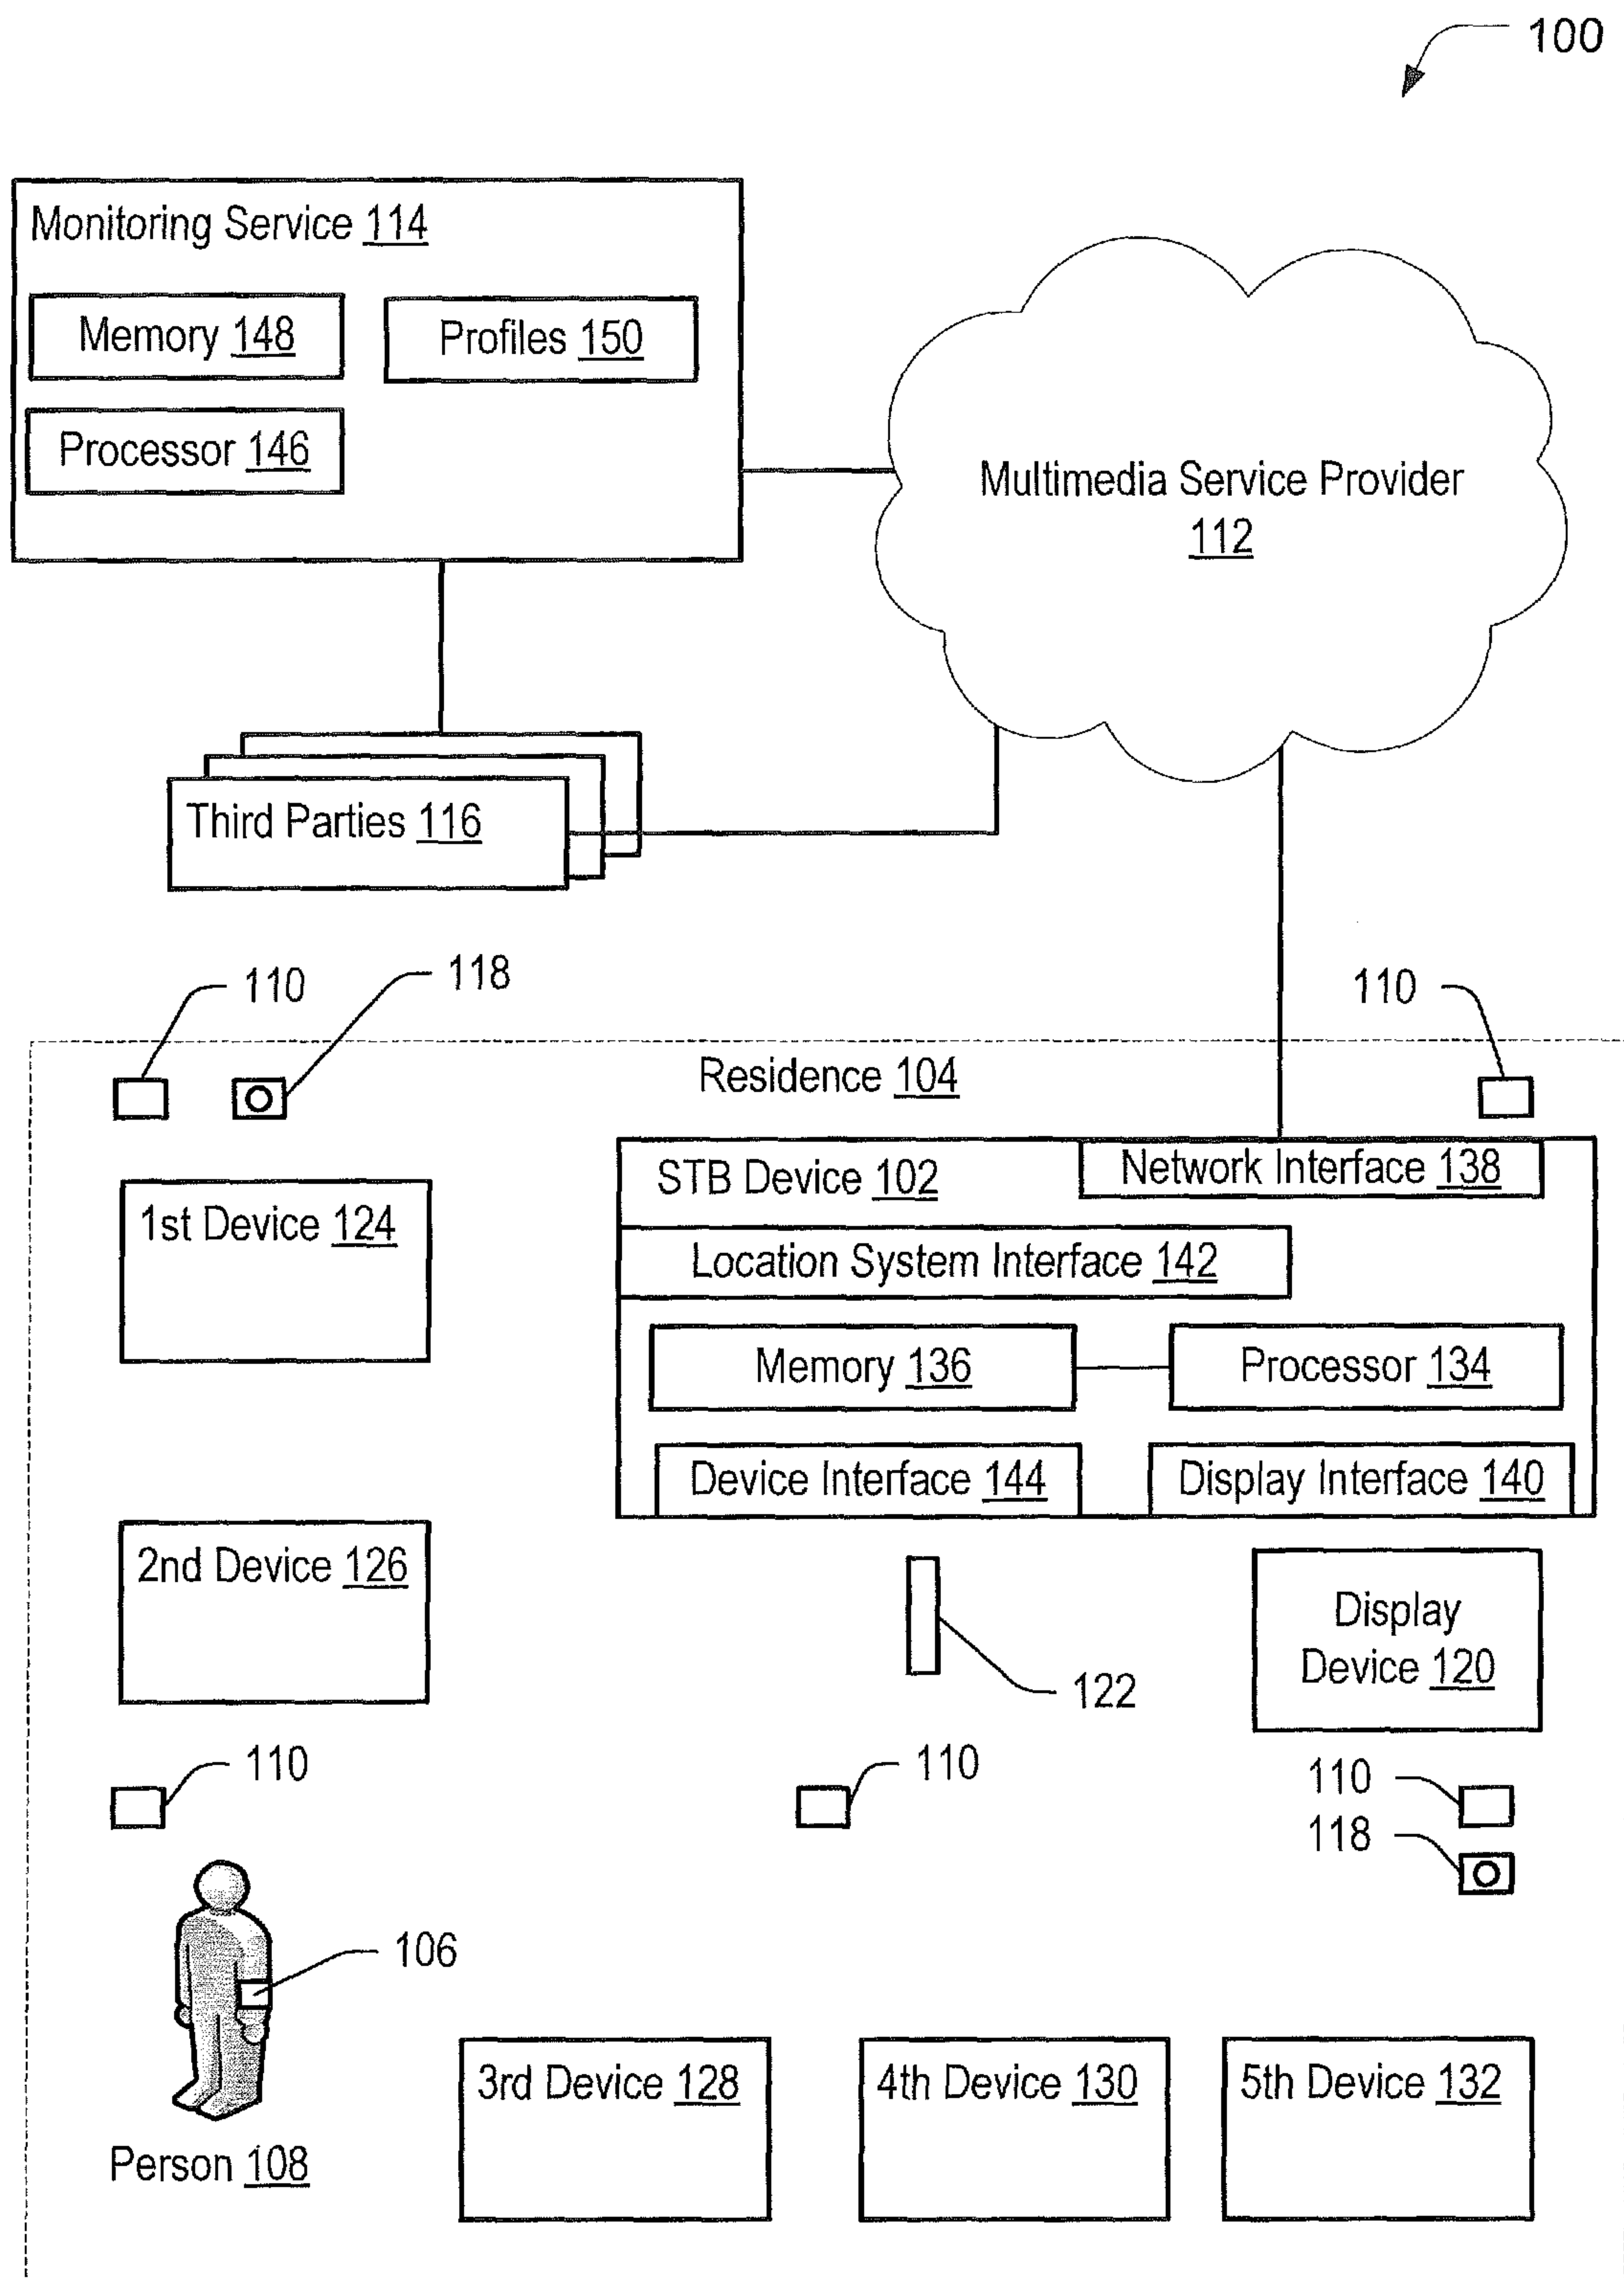 100
Monitoring Service 114
Memory 148
Profiles 150
Processor 146
Multimedia Service Provider
112
Third Parties 116
110
118
110
Residence 104
STB Device 102
Network Interface 138
1st Device 124
Location System Interface 142
Memory 136
Processor 134
Device Interface 144
Display Interface 140
2nd Device 126
Display
Device 120
122
110
110
110
118
106
3rd Device 128
4th Device 130
5th Device 132
Person 108